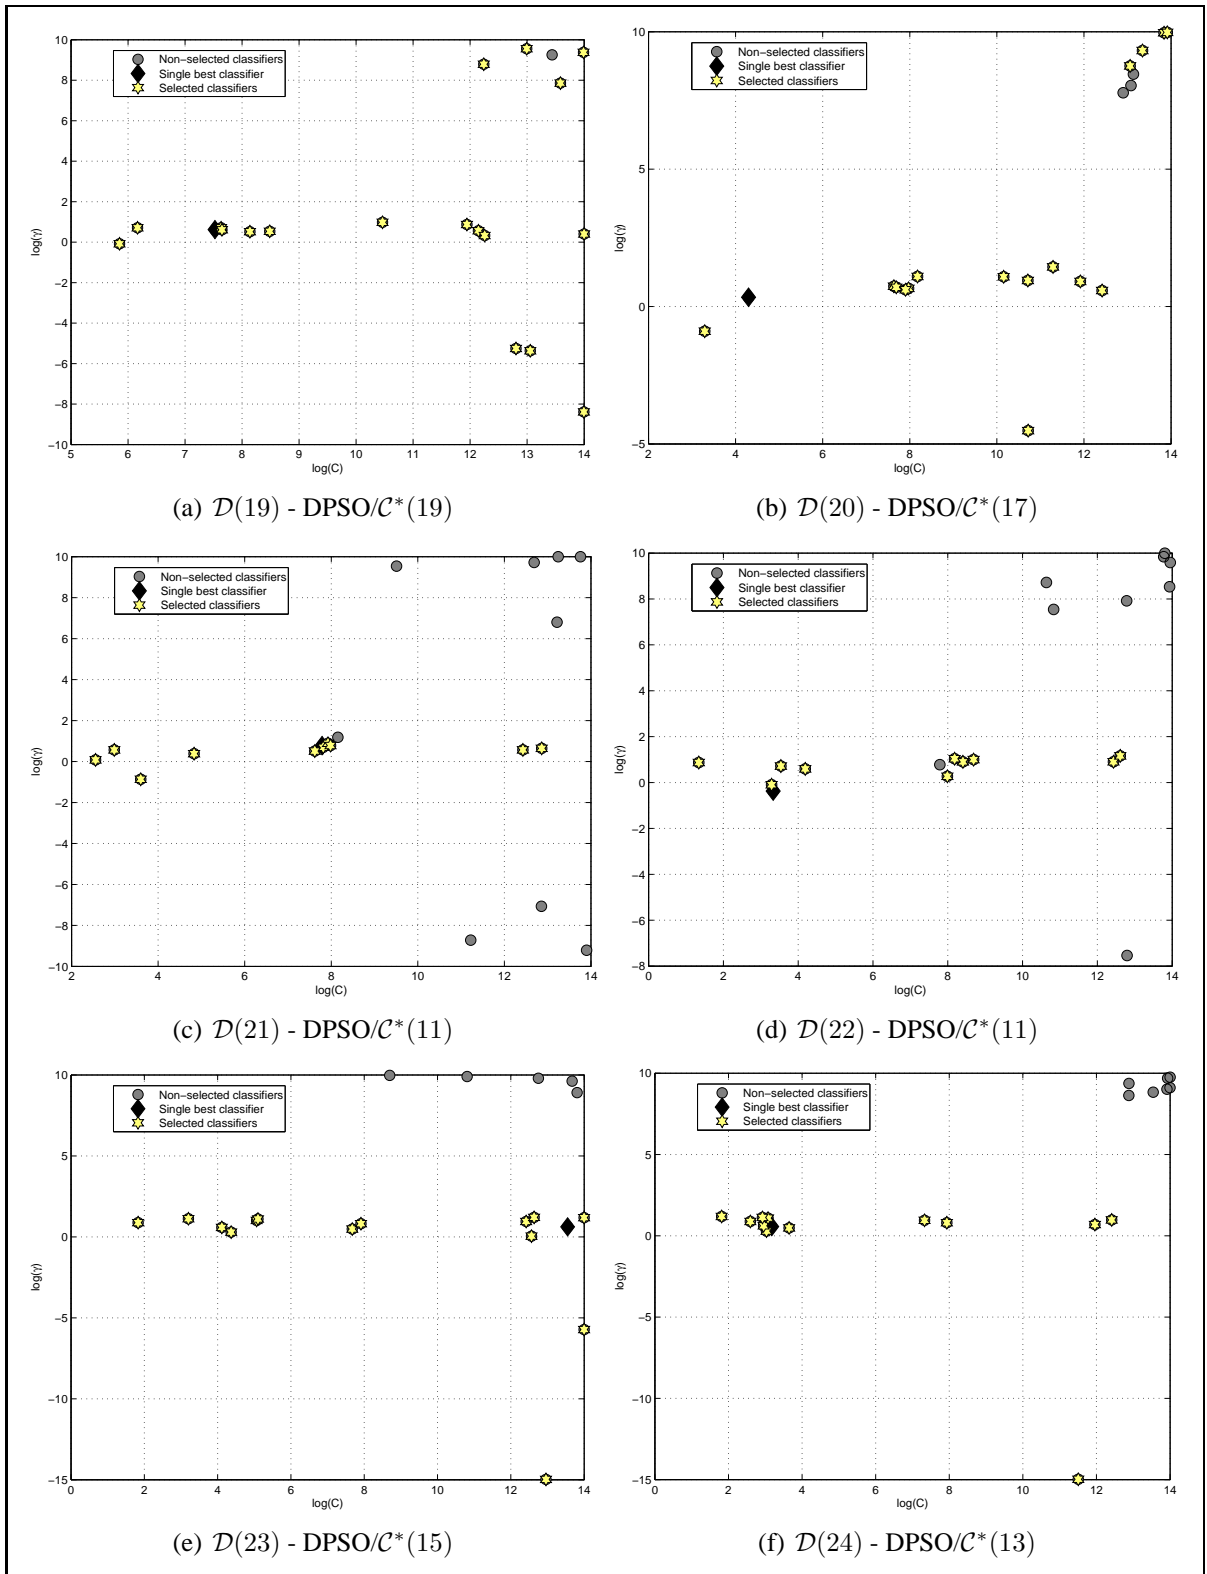 10
8
6
4
2
0
−2
−4
−6
−8
−10
log(γ)
5 6 7 8 9 10 11 12 13 14
log(C)
Non−selected classifiers
Single best classifier
Selected classifiers
(a) D(19) - DPSO/C*(19)
10
5
0
−5
log(γ)
2 4 6 8 10 12 14
log(C)
Non−selected classifiers
Single best classifier
Selected classifiers
(b) D(20) - DPSO/C*(17)
10
8
6
4
2
0
−2
−4
−6
−8
−10
log(γ)
2 4 6 8 10 12 14
log(C)
Non−selected classifiers
Single best classifier
Selected classifiers
(c) D(21) - DPSO/C*(11)
10
8
6
4
2
0
−2
−4
−6
−8
log(γ)
0 2 4 6 8 10 12 14
log(C)
Non−selected classifiers
Single best classifier
Selected classifiers
(d) D(22) - DPSO/C*(11)
10
5
0
−5
−10
−15
log(γ)
0 2 4 6 8 10 12 14
log(C)
Non−selected classifiers
Single best classifier
Selected classifiers
(e) D(23) - DPSO/C*(15)
10
5
0
−5
−10
−15
log(γ)
0 2 4 6 8 10 12 14
log(C)
Non−selected classifiers
Single best classifier
Selected classifiers
(f) D(24) - DPSO/C*(13)